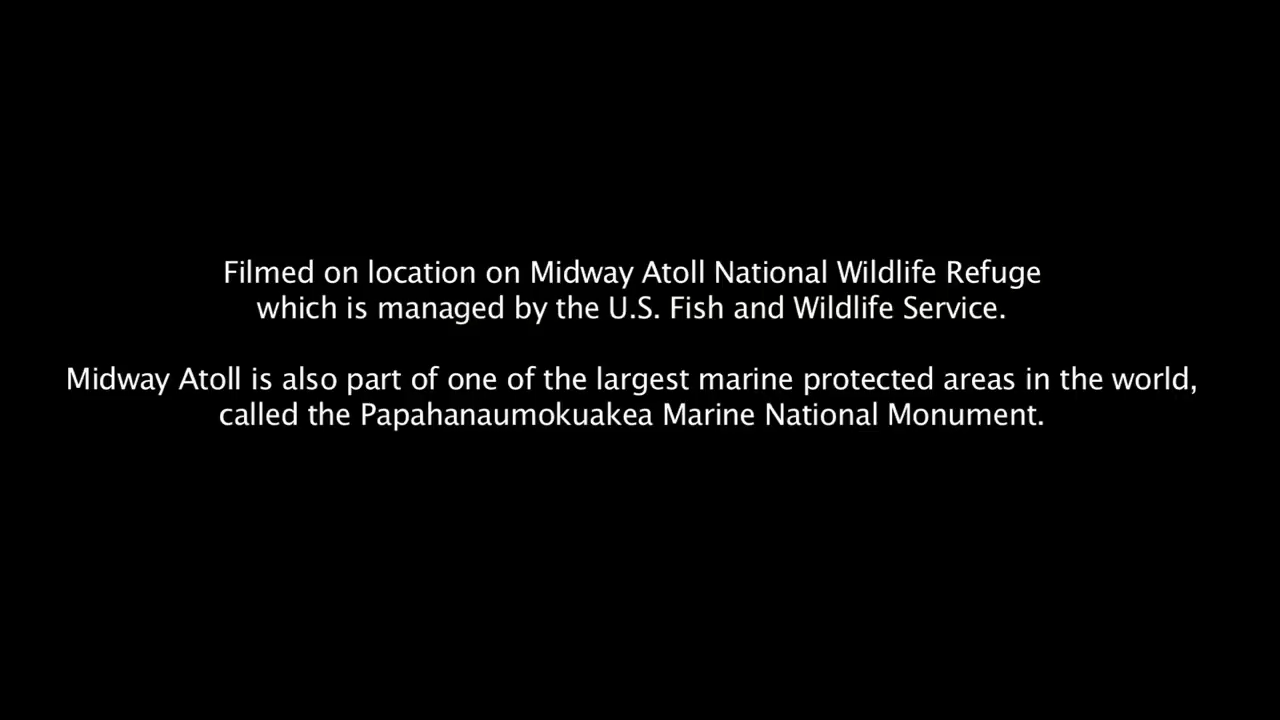 Filmed on location on Midway Atoll National Wildlife Refuge
which is managed by the U.S. Fish and Wildlife Service.
Midway Atoll is also part of one of the largest marine protected areas in the world,
called the Papahanaumokuakea Marine National Monument.